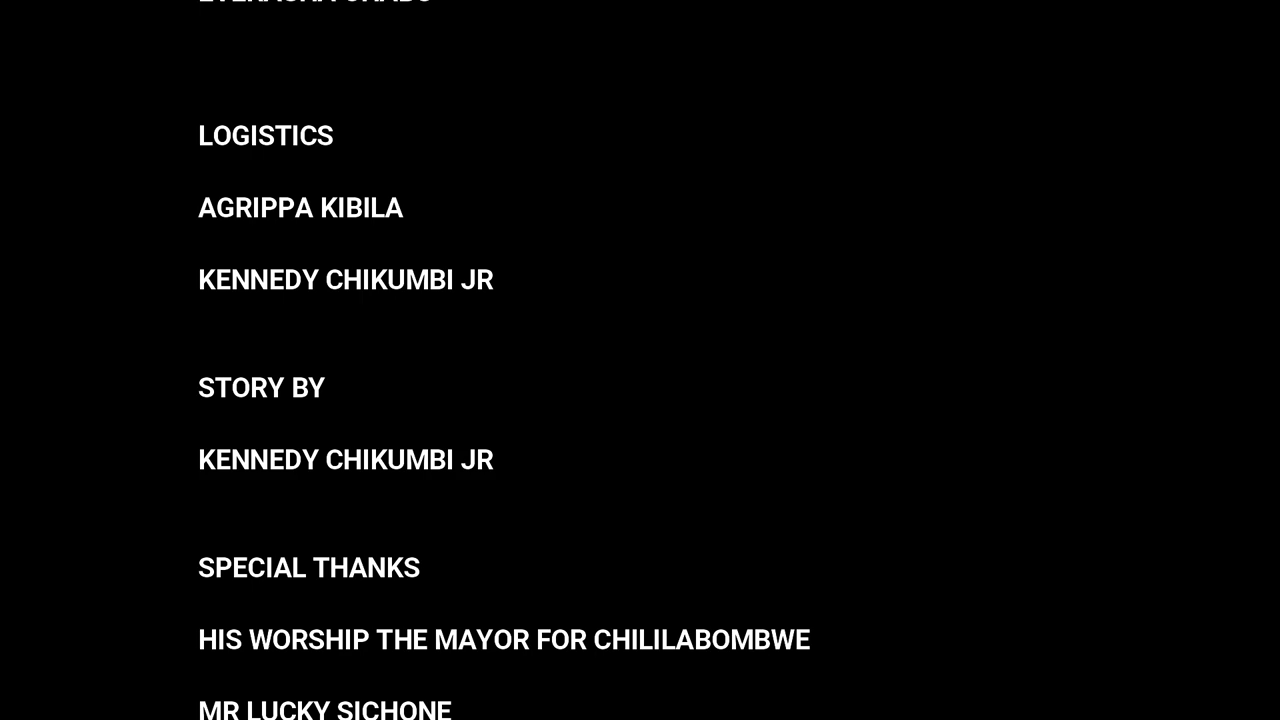 LOGISTICS
AGRIPPA KIBILA
KENNEDY CHIKUMBI JR
STORY BY
KENNEDY CHIKUMBI JR
SPECIAL THANKS
HIS WORSHIP THE MAYOR FOR CHILILABOMBWE
MR LUCKY SICHONE